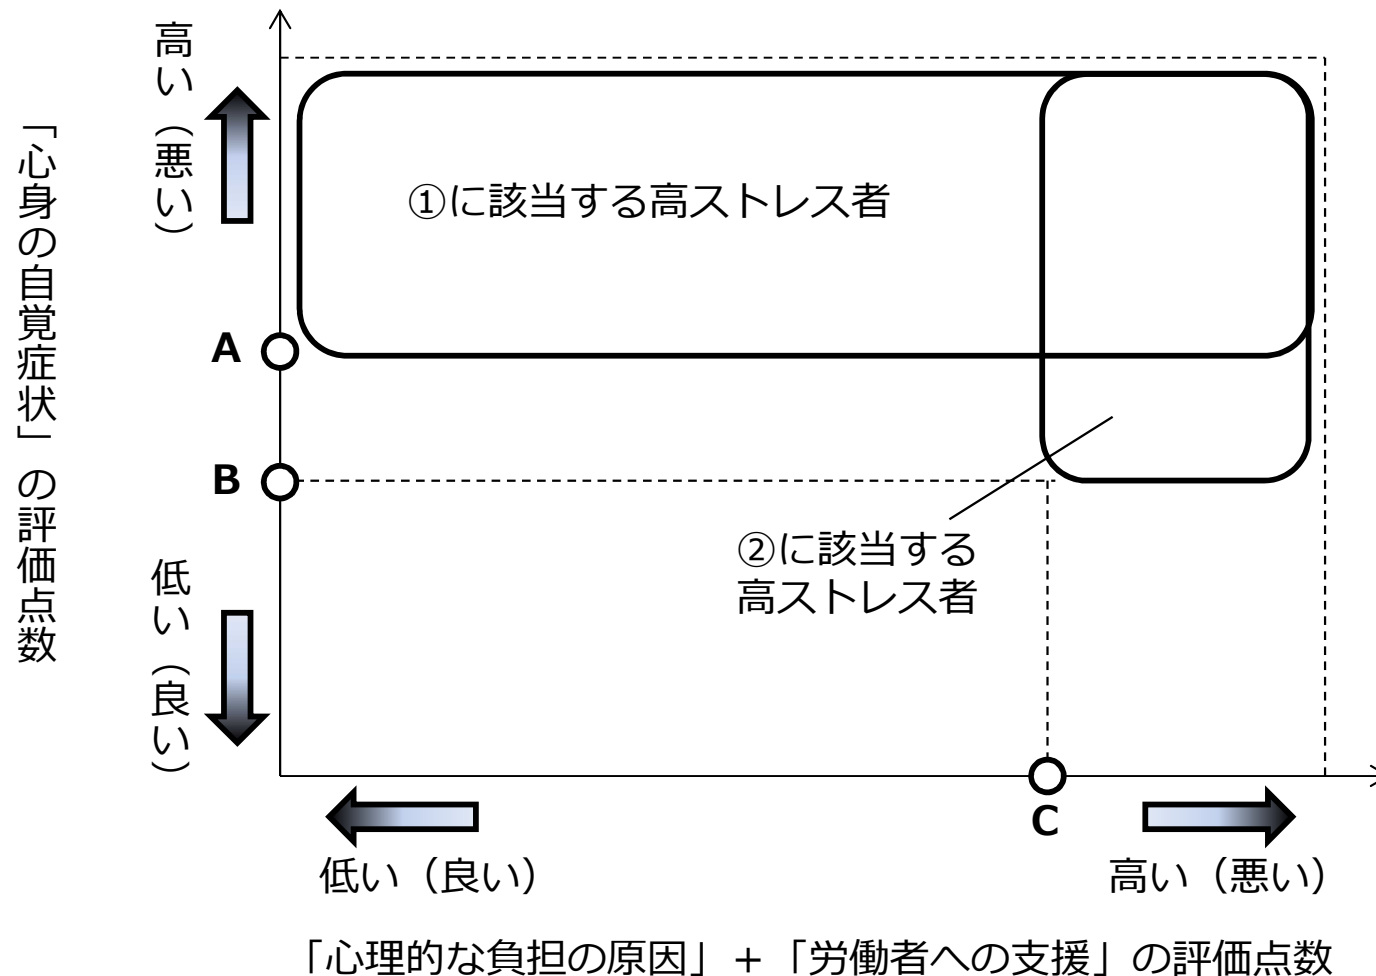 「心身の自覚症状」の評価点数
高い（悪い）
①に該当する高ストレス者
A
B
②に該当する
高ストレス者
低い（良い）
C
低い（良い）
高い（悪い）
「心理的な負担の原因」+「労働者への支援」の評価点数